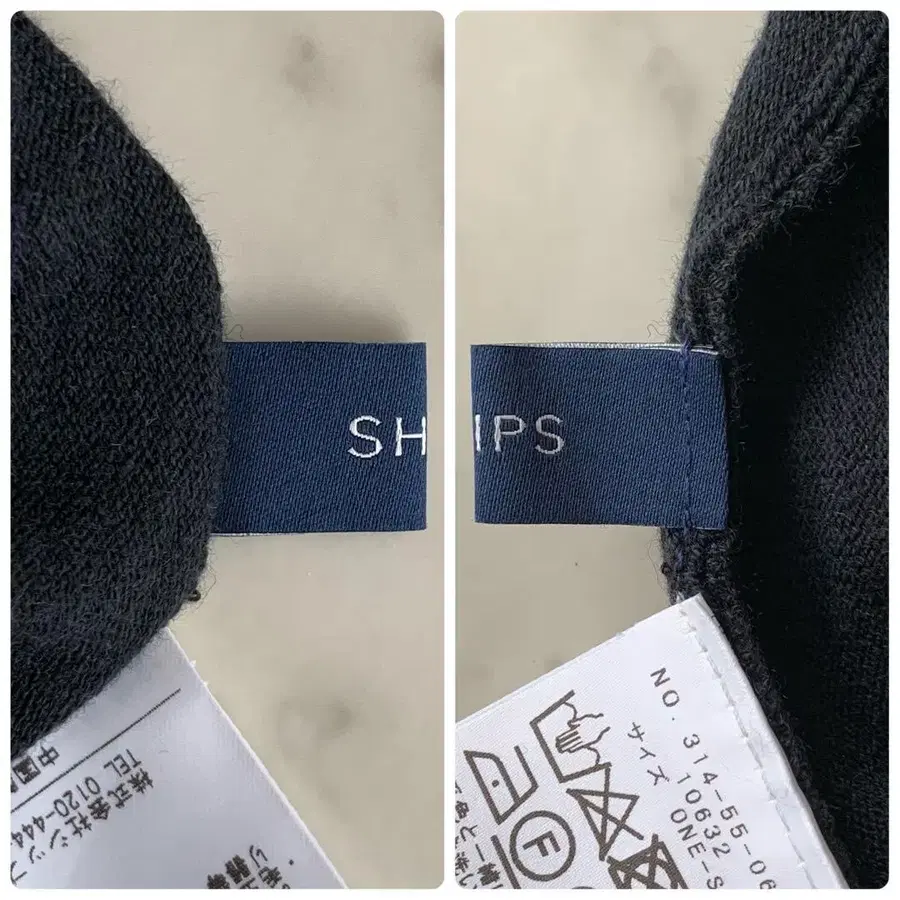 SH
IPS
中国
株式会社シップ
TEL 0120-444
NO. 314-55-06
10632
サイズ ONE-S
F